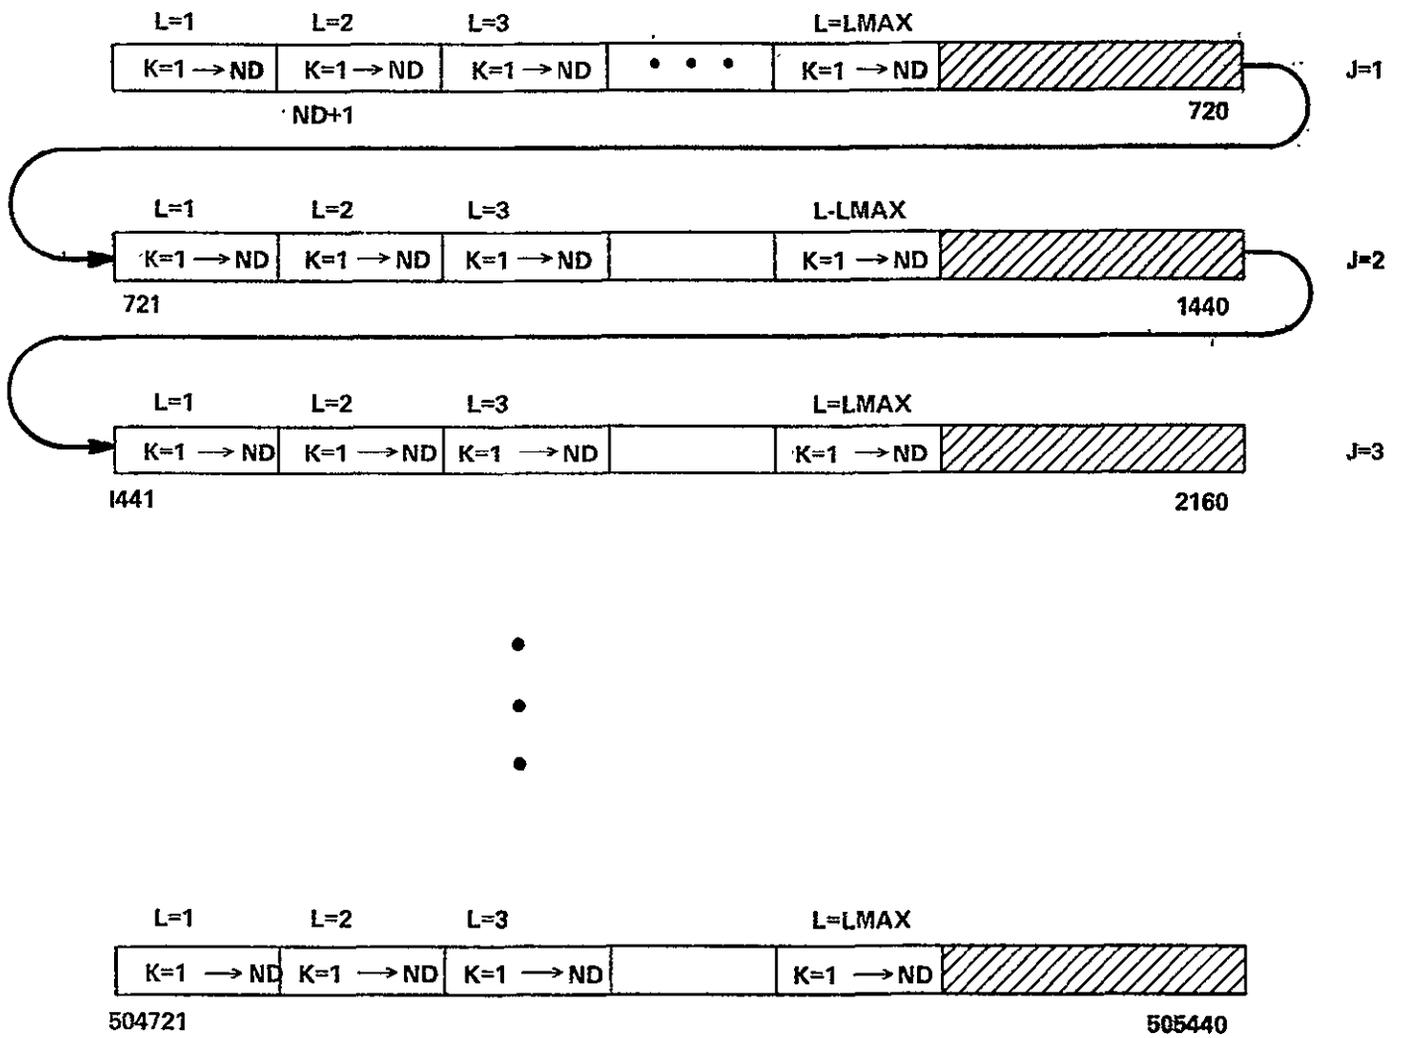 L=1 L=2 L=3 L=LMAX
K=1 → ND K=1 → ND K=1 → ND • • • K=1 → ND J=1
ND+1 720
L=1 L=2 L=3 L-LMAX
K=1 → ND K=1 → ND K=1 → ND K=1 → ND J=2
721 1440
L=1 L=2 L=3 L=LMAX
K=1 → ND K=1 → ND K=1 → ND K=1 → ND J=3
1441 2160
L=1 L=2 L=3 L=LMAX
K=1 → ND K=1 → ND K=1 → ND K=1 → ND
504721 505440